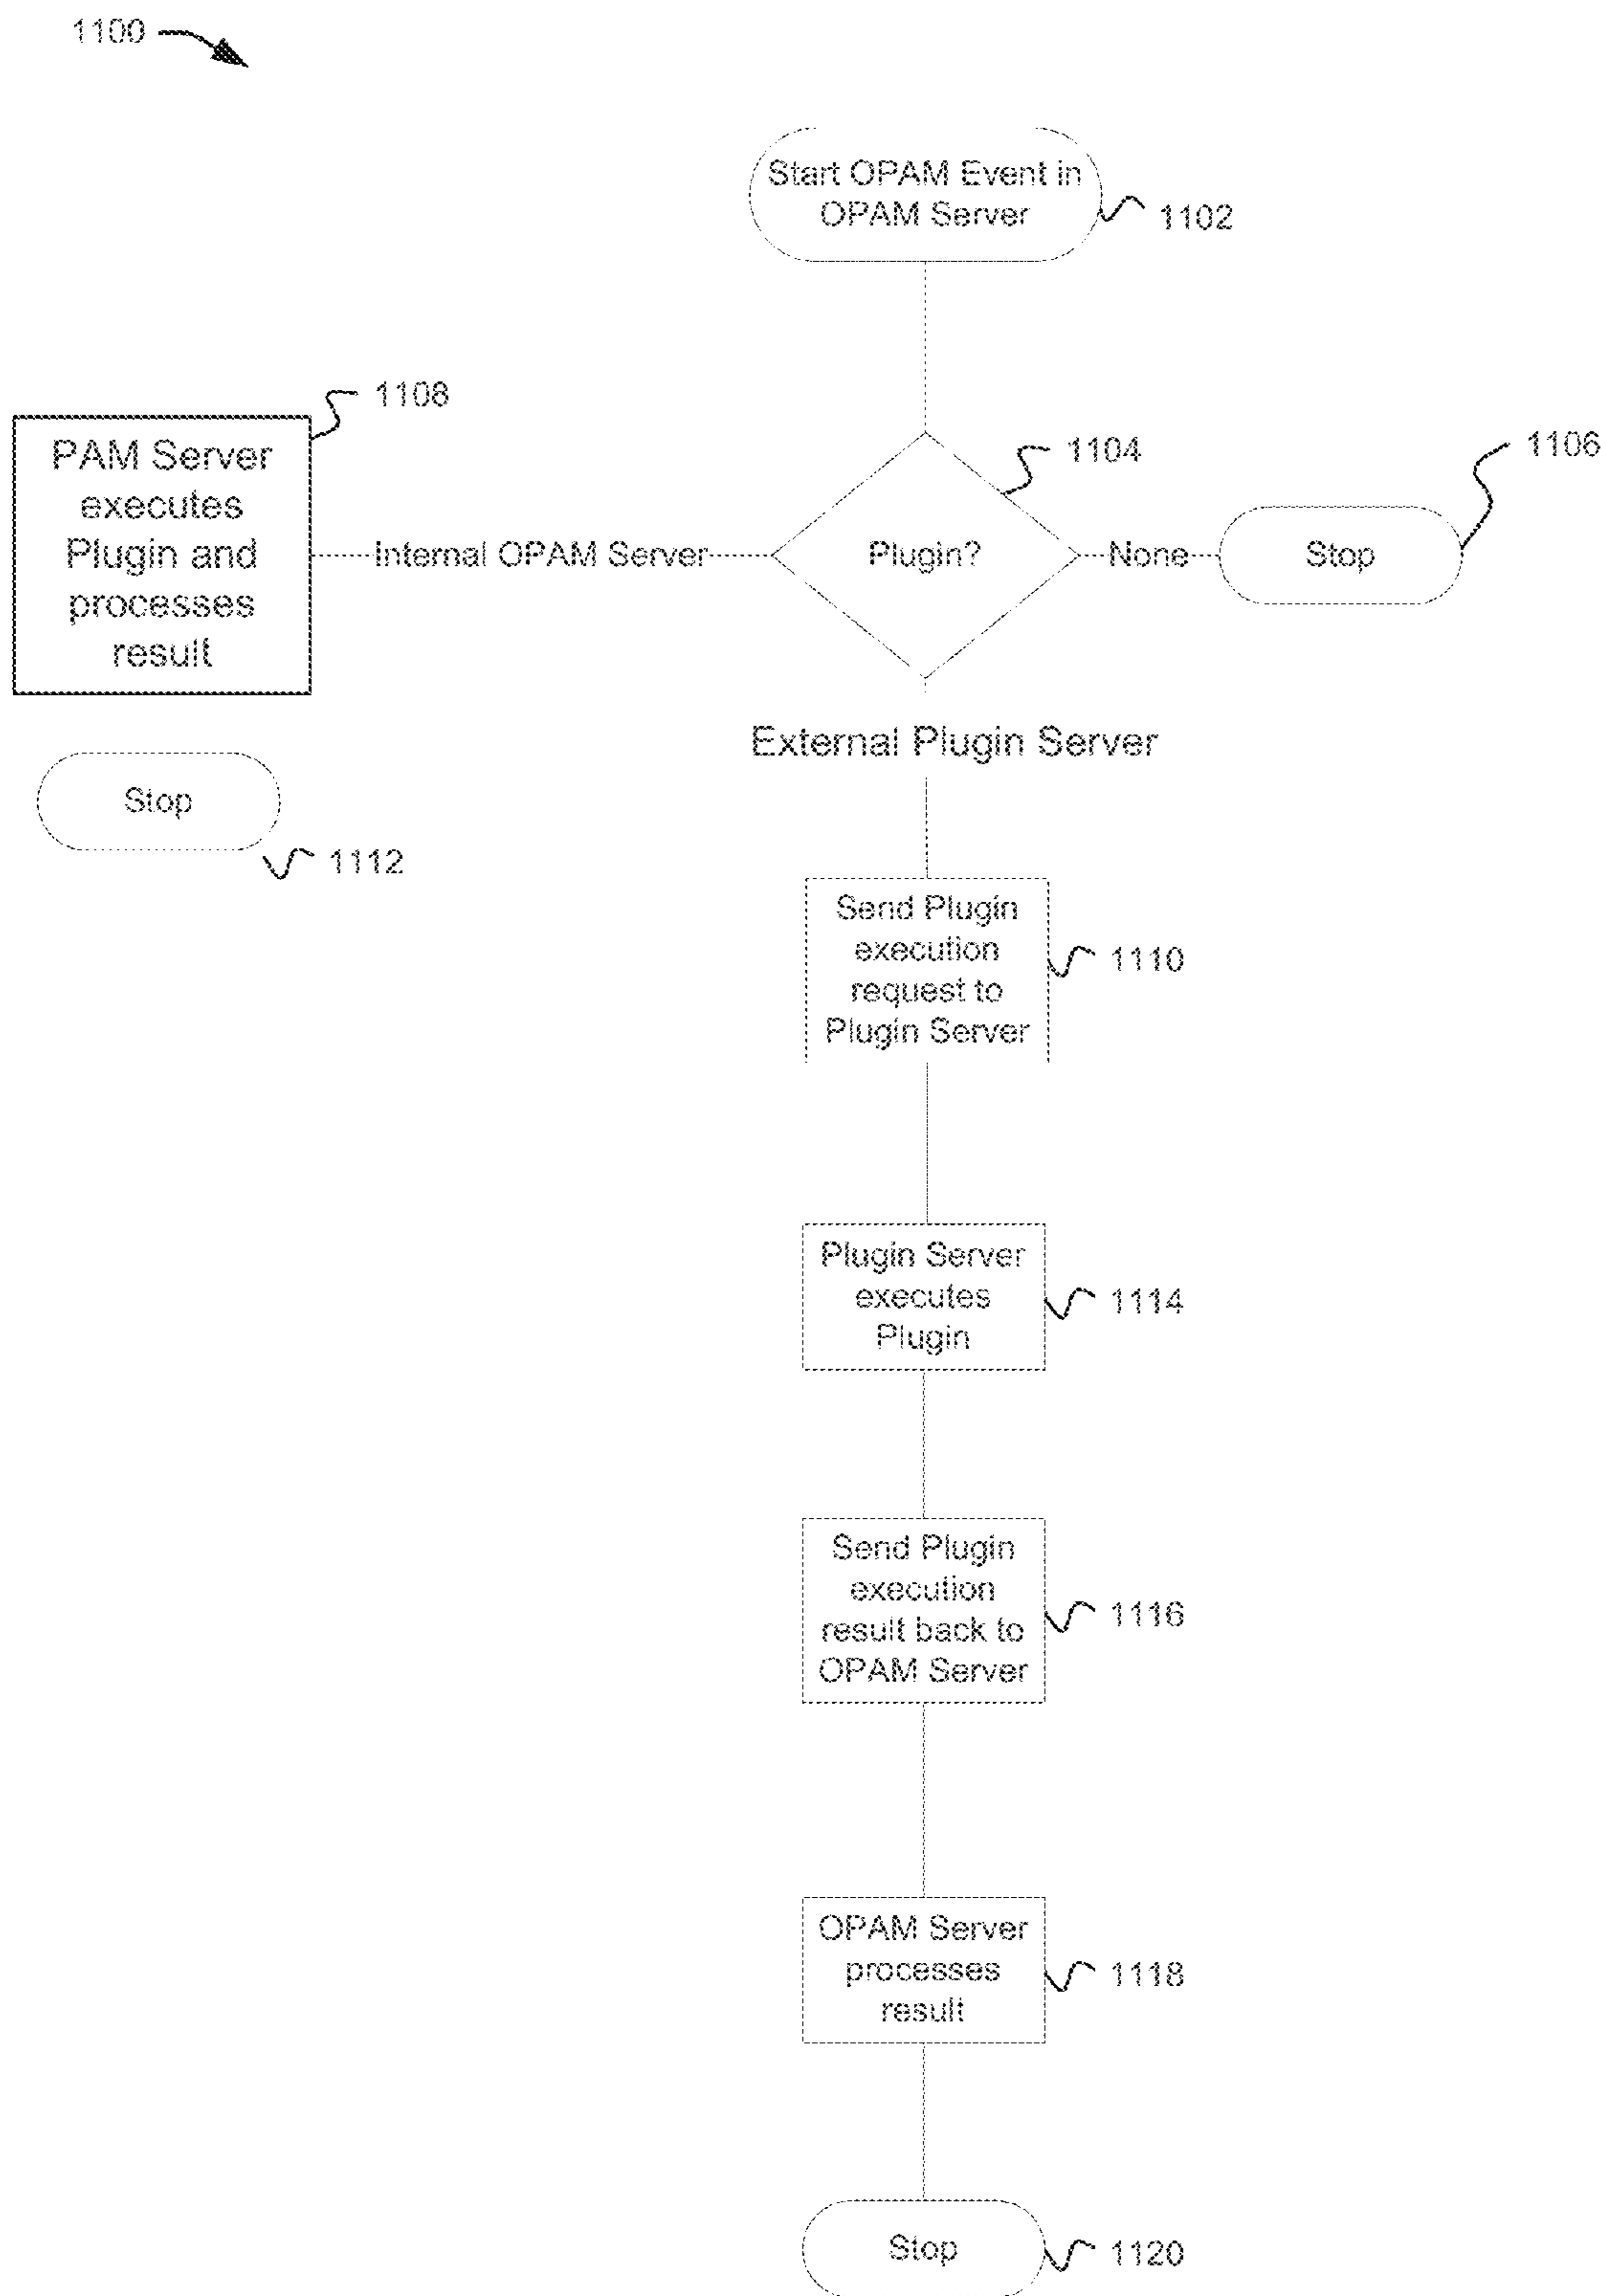 1100
Start OPAM Event in
OPAM Server
1102
1108
PAM Server
executes
Plugin and
processes
result
Internal OPAM Server
Plugin?
1104
None
Stop
1106
External Plugin Server
Stop
1112
Send Plugin
execution
request to
Plugin Server
1110
Plugin Server
executes
Plugin
1114
Send Plugin
execution
result back to
OPAM Server
1116
OPAM Server
processes
result
1118
Stop
1120